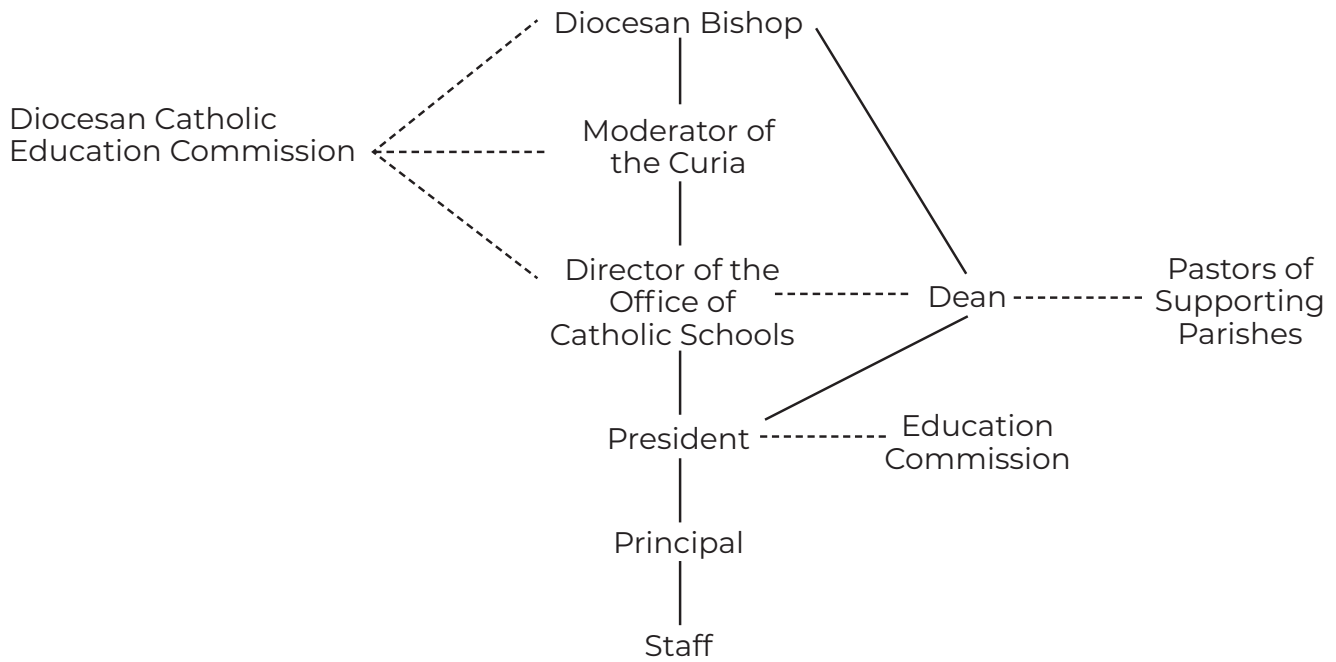 Diocesan Bishop
Diocesan Catholic
Education Commission
Moderator of
the Curia
Director of the
Office of
Catholic Schools
Dean
Pastors of
Supporting
Parishes
President
Education
Commission
Principal
Staff